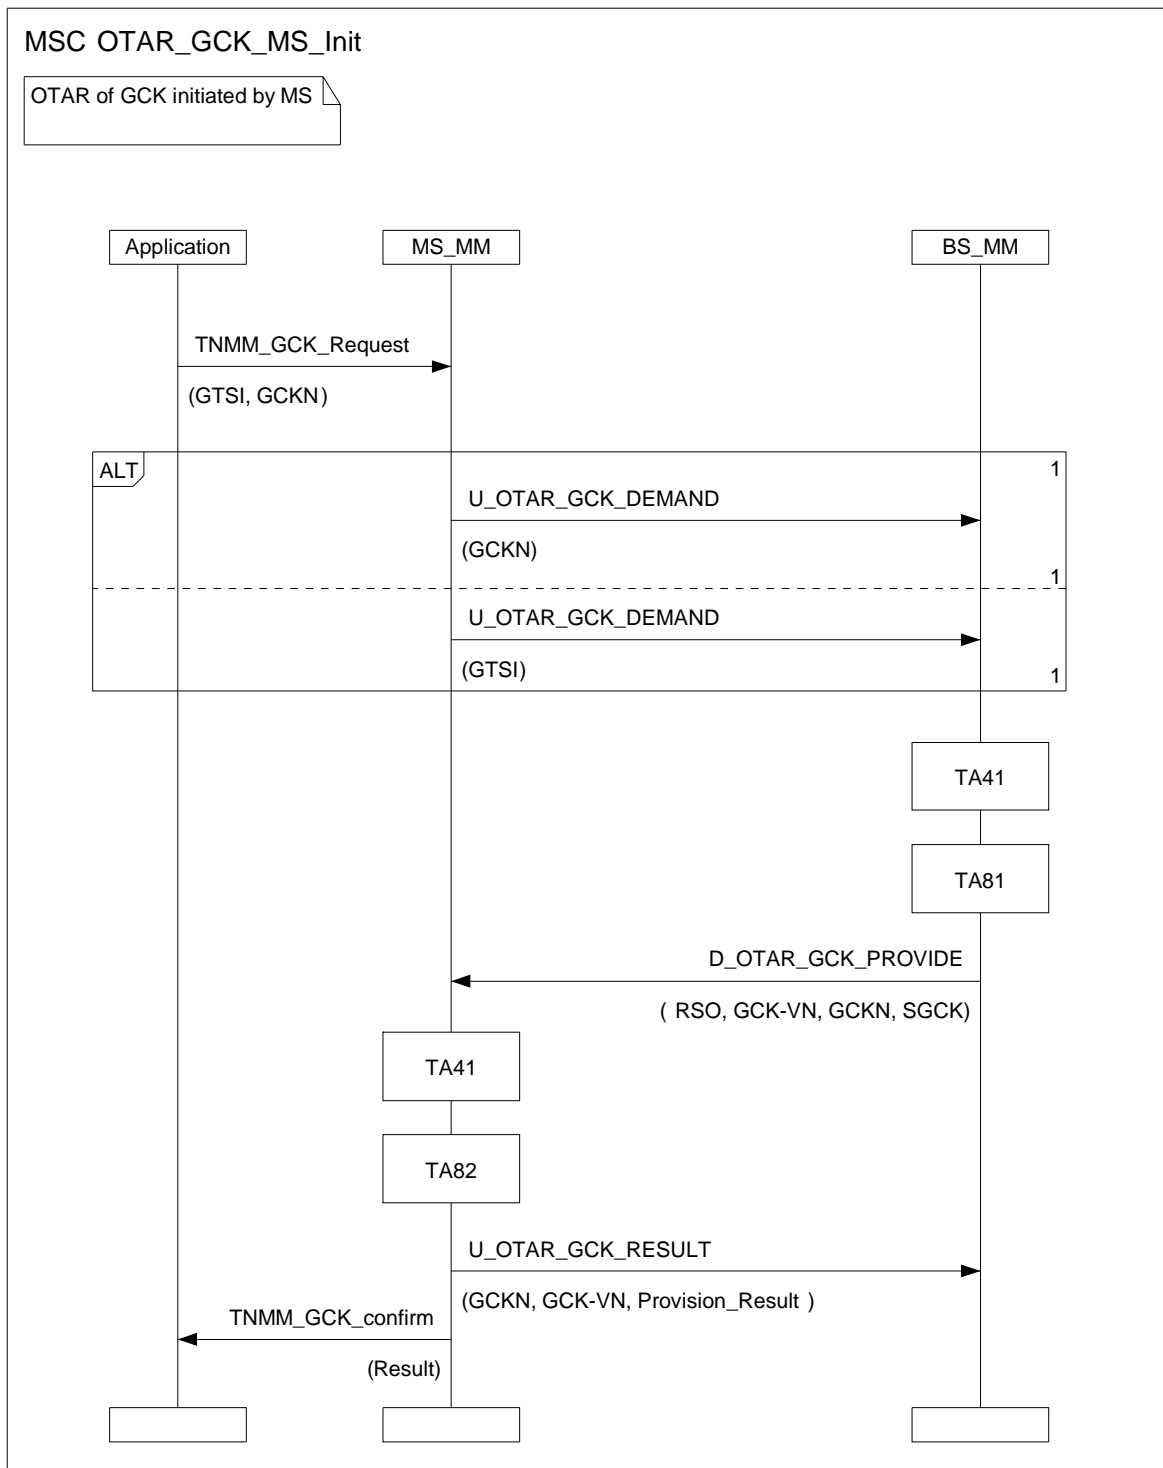 MSC OTAR_GCK_MS_Init
OTAR of GCK initiated by MS
Application
MS_MM
BS_MM
TNMM_GCK_Request
(GTSI, GCKN)
ALT
1
U_OTAR_GCK_DEMAND
(GCKN)
1
U_OTAR_GCK_DEMAND
(GTSI)
1
TA41
TA81
D_OTAR_GCK_PROVIDE
( RSO, GCK-VN, GCKN, SGCK)
TA41
TA82
U_OTAR_GCK_RESULT
(GCKN, GCK-VN, Provision_Result )
TNMM_GCK_confirm
(Result)